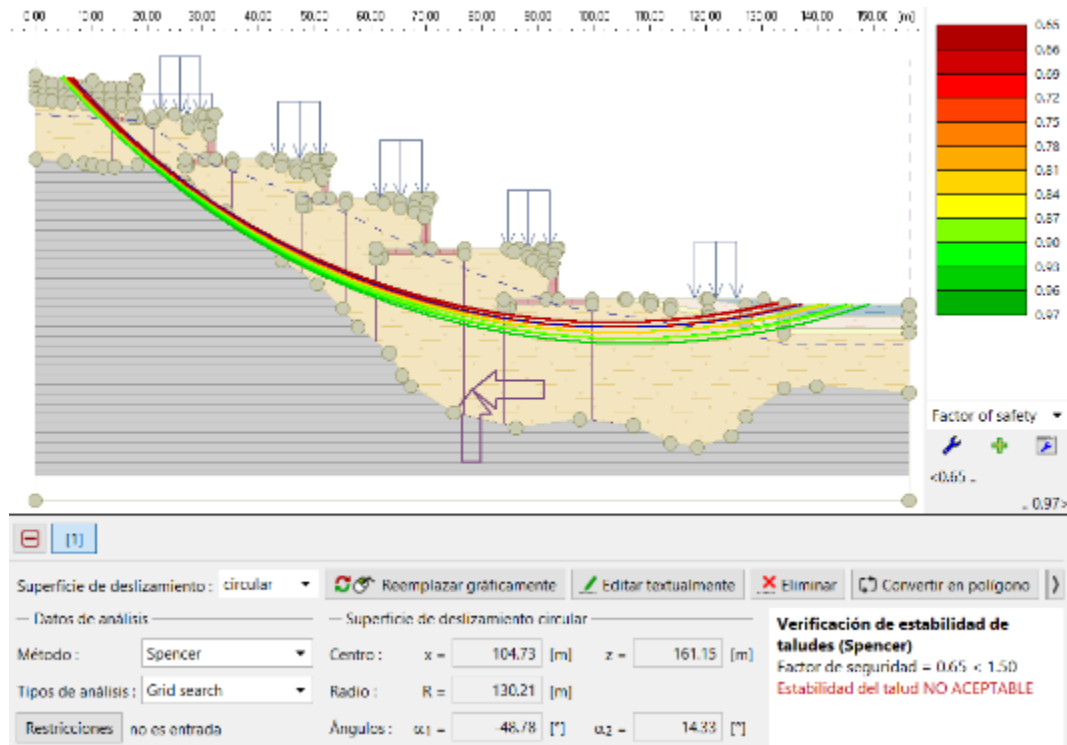 0.00 10.00 20.00 30.00 40.00 50.00 60.00 70.00 80.00 90.00 100.00 110.00 120.00 130.00 140.00 150.00 [m]
0.65
0.66
0.69
0.72
0.75
0.78
0.81
0.84
0.87
0.90
0.93
0.96
0.97
Factor of safety
<0.65 ..
.. 0.97>
[1]
Superficie de deslizamiento : circular Reemplazar gráficamente Editar textualmente Eliminar Convertir en polígono
Datos de análisis Superficie de deslizamiento circular
Método : Spencer Centro : x = 104.73 [m] z = 161.15 [m]
Tipos de análisis : Grid search Radio : R = 130.21 [m]
Restricciones no es entrada Ángulos : α1 = -48.78 [°] α2 = 14.33 [°]
Verificación de estabilidad de
taludes (Spencer)
Factor de seguridad = 0.65 < 1.50
Estabilidad del talud NO ACEPTABLE